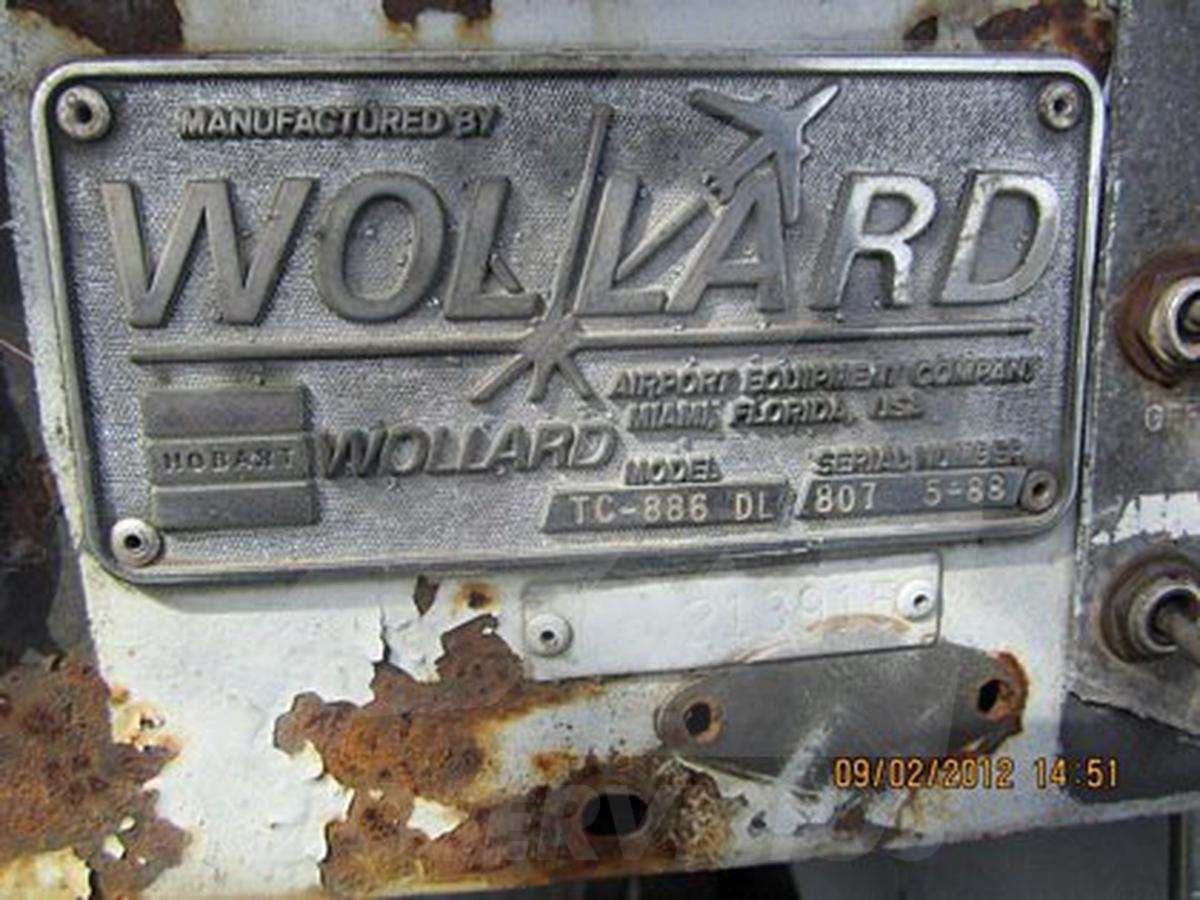 MANUFACTURED BY
WOLLARD
AIRPORT EQUIPMENT COMPANY
MIAMI, FLORIDA, USA
HOBART
WOLLARD
MODEL
SERIAL NUMBER
TC-886 DL
807 5-88
09/02/2012 14:51